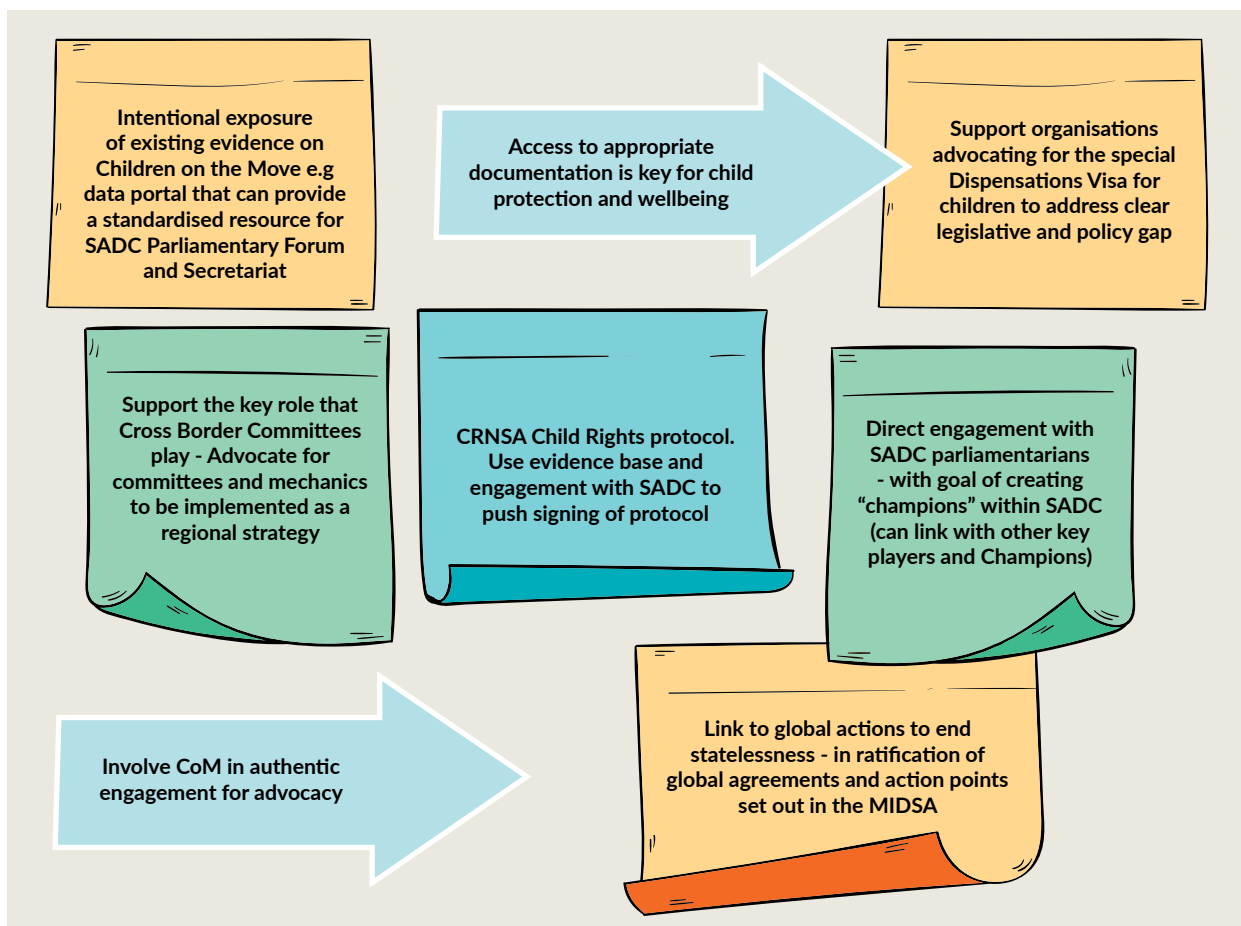 Intentional exposure
of existing evidence on
Children on the Move e.g
data portal that can provide
a standardised resource for
SADC Parliamentary Forum
and Secretariat
Access to appropriate
documentation is key for child
protection and wellbeing
Support organisations
advocating for the special
Dispensations Visa for
children to address clear
legislative and policy gap
Support the key role that
Cross Border Committees
play - Advocate for
committees and mechanics
to be implemented as a
regional strategy
CRNSA Child Rights protocol.
Use evidence base and
engagement with SADC to
push signing of protocol
Direct engagement with
SADC parliamentarians
- with goal of creating
“champions” within SADC
(can link with other key
players and Champions)
Involve CoM in authentic
engagement for advocacy
Link to global actions to end
statelessness - in ratification of
global agreements and action points
set out in the MIDSA